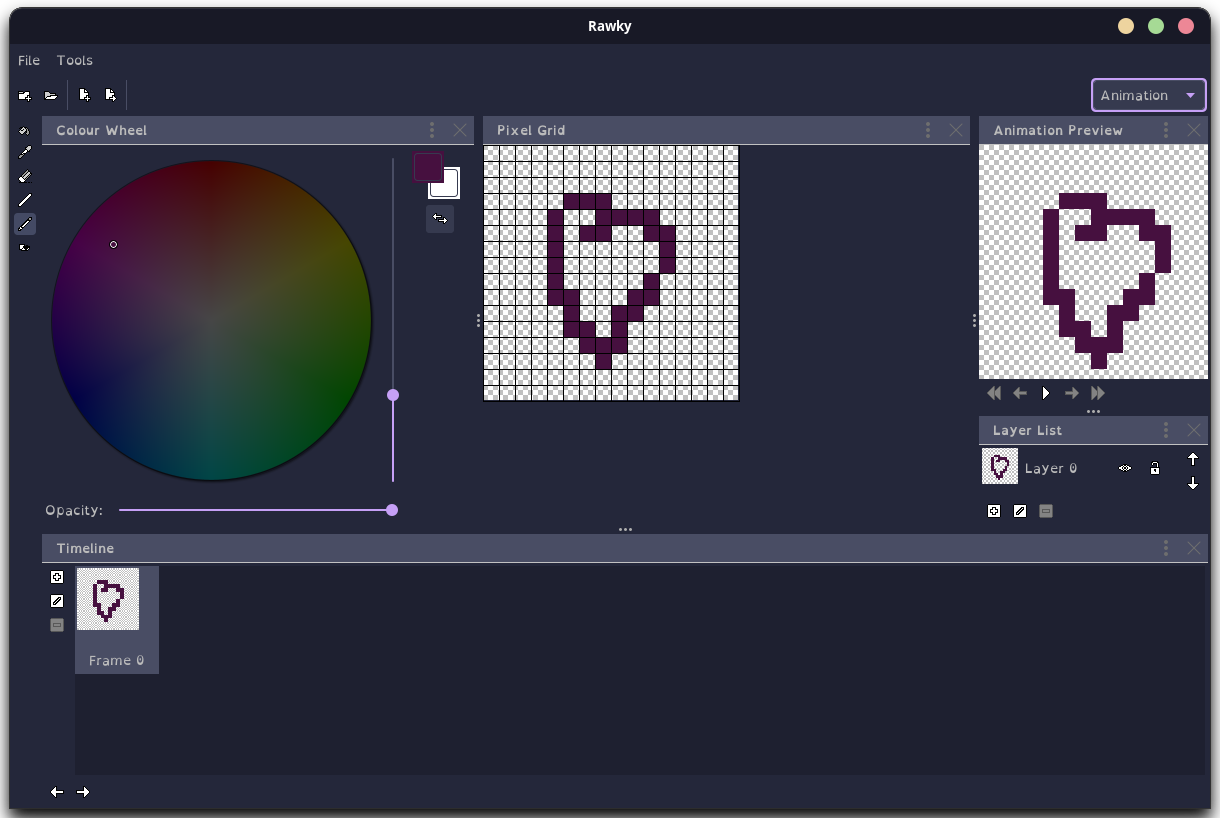 Rawky
File Tools
Animation
Colour Wheel
Pixel Grid
Animation Preview
Layer List
Layer 0
Opacity:
Timeline
Frame 0